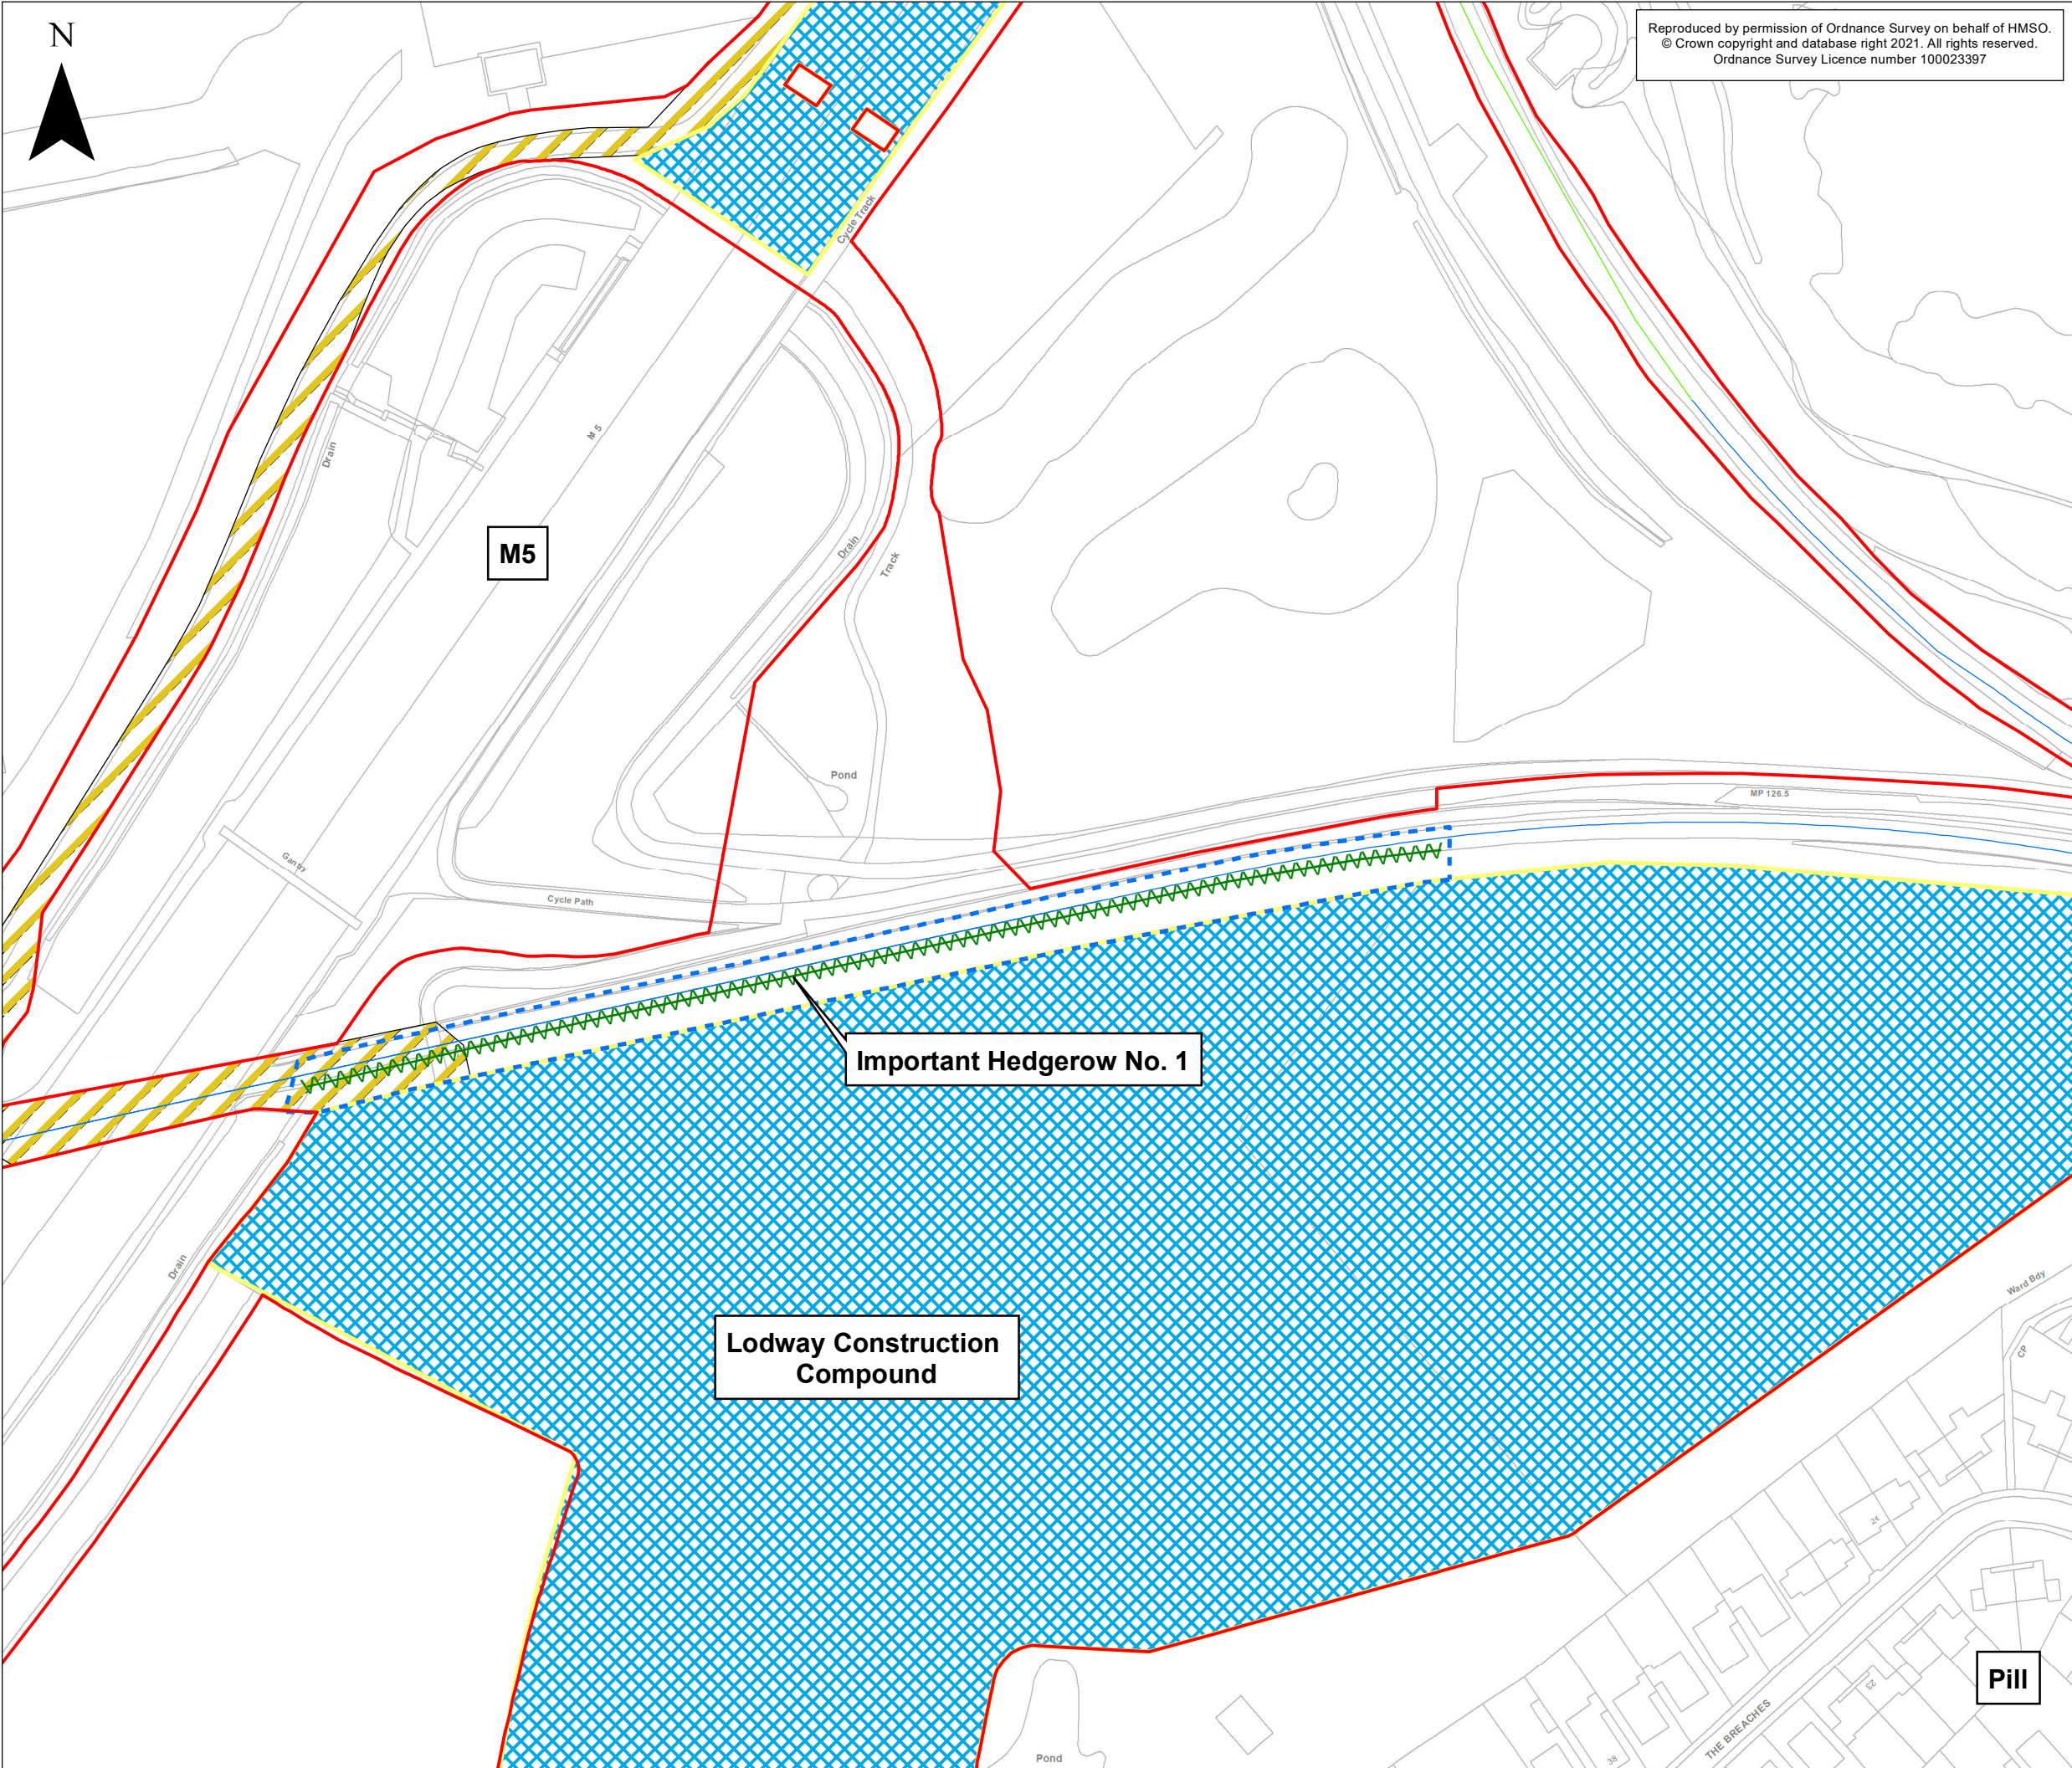 N
Reproduced by permission of Ordnance Survey on behalf of HMSO.
© Crown copyright and database right 2021. All rights reserved.
Ordnance Survey Licence number 100023397
Cycle Track
M 5
Drain
M5
Drain
Track
Pond
MP 126.5
Gantry
Cycle Path
Important Hedgerow No. 1
Drain
Ward Bdy
Lodway Construction
Compound
CP
24
Pill
23
THE BREACHES
38
Pond